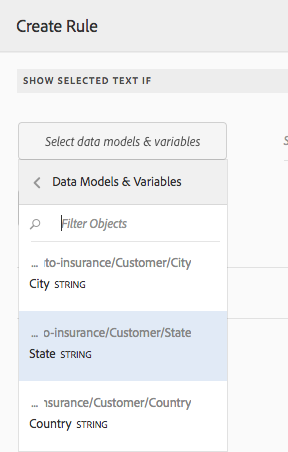 Create Rule
SHOW SELECTED TEXT IF
Select data models & variables
Data Models & Variables
Filter Objects
... to-insurance/Customer/City
City STRING
... o-insurance/Customer/State
State STRING
... nsurance/Customer/Country
Country STRING